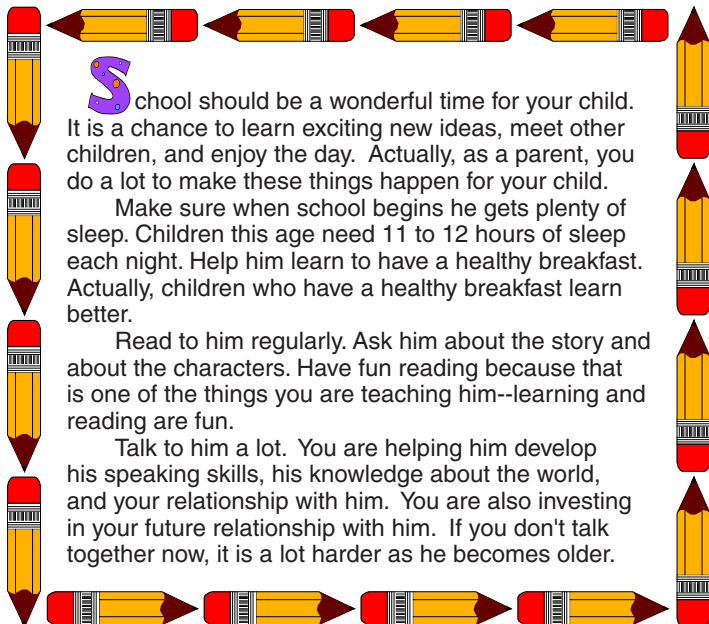 School should be a wonderful time for your child.
It is a chance to learn exciting new ideas, meet other
children, and enjoy the day.  Actually, as a parent, you
do a lot to make these things happen for your child.
Make sure when school begins he gets plenty of
sleep. Children this age need 11 to 12 hours of sleep
each night. Help him learn to have a healthy breakfast.
Actually, children who have a healthy breakfast learn
better.
Read to him regularly. Ask him about the story and
about the characters. Have fun reading because that
is one of the things you are teaching him--learning and
reading are fun.
Talk to him a lot.  You are helping him develop
his speaking skills, his knowledge about the world,
and your relationship with him.  You are also investing
in your future relationship with him.  If you don't talk
together now, it is a lot harder as he becomes older.